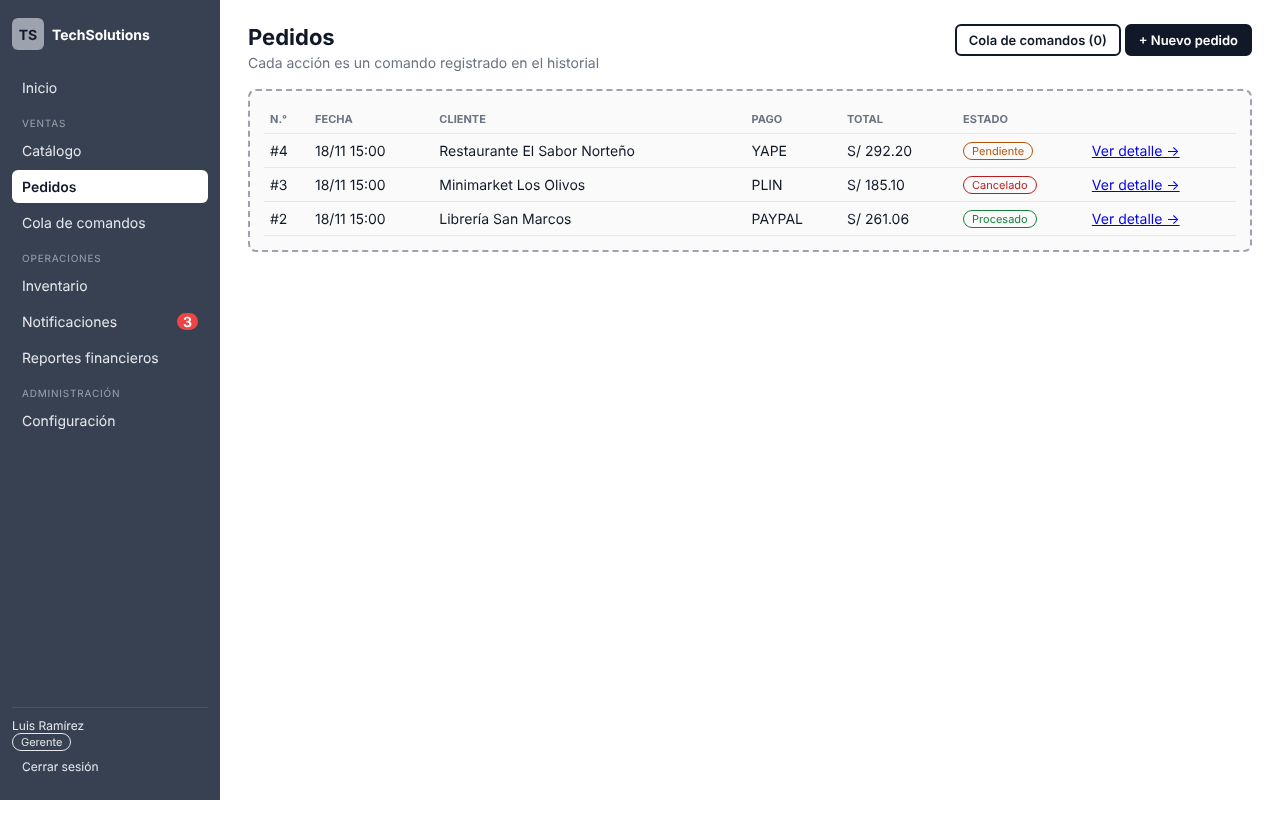 TS TechSolutions
Inicio
VENTAS
Catálogo
Pedidos
Cola de comandos
OPERACIONES
Inventario
Notificaciones 3
Reportes financieros
ADMINISTRACIÓN
Configuración
Luis Ramírez
Gerente
Cerrar sesión
Pedidos
Cada acción es un comando registrado en el historial
Cola de comandos (0) + Nuevo pedido
N.° FECHA CLIENTE PAGO TOTAL ESTADO
#4 18/11 15:00 Restaurante El Sabor Norteño YAPE S/ 292.20 Pendiente Ver detalle →
#3 18/11 15:00 Minimarket Los Olivos PLIN S/ 185.10 Cancelado Ver detalle →
#2 18/11 15:00 Librería San Marcos PAYPAL S/ 261.06 Procesado Ver detalle →